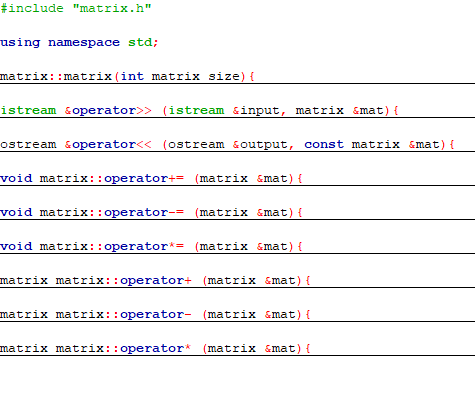 #include "matrix.h"
using namespace std;
matrix::matrix(int matrix size){
istream &operator>> (istream &input, matrix &mat){
ostream &operator<< (ostream &output, const matrix &mat){
void matrix::operator+= (matrix &mat){
void matrix::operator-= (matrix &mat){
void matrix::operator*= (matrix &mat){
matrix matrix::operator+ (matrix &mat){
matrix matrix::operator- (matrix &mat){
matrix matrix::operator* (matrix &mat){